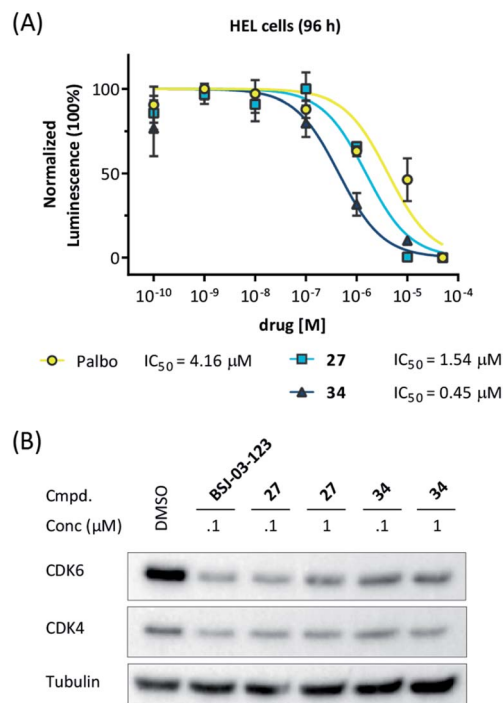 (A)
HEL cells (96 h)
Normalized
Luminescence (100%)
100
50
0
10-10 10-9 10-8 10-7 10-6 10-5 10-4
drug [M]
Palbo IC50 = 4.16 µM 27 IC50 = 1.54 µM
34 IC50 = 0.45 µM
(B)
Cmpd. DMSO BSJ-03-123 27 27 34 34
Conc (µM) .1 .1 1 .1 1
CDK6
CDK4
Tubulin